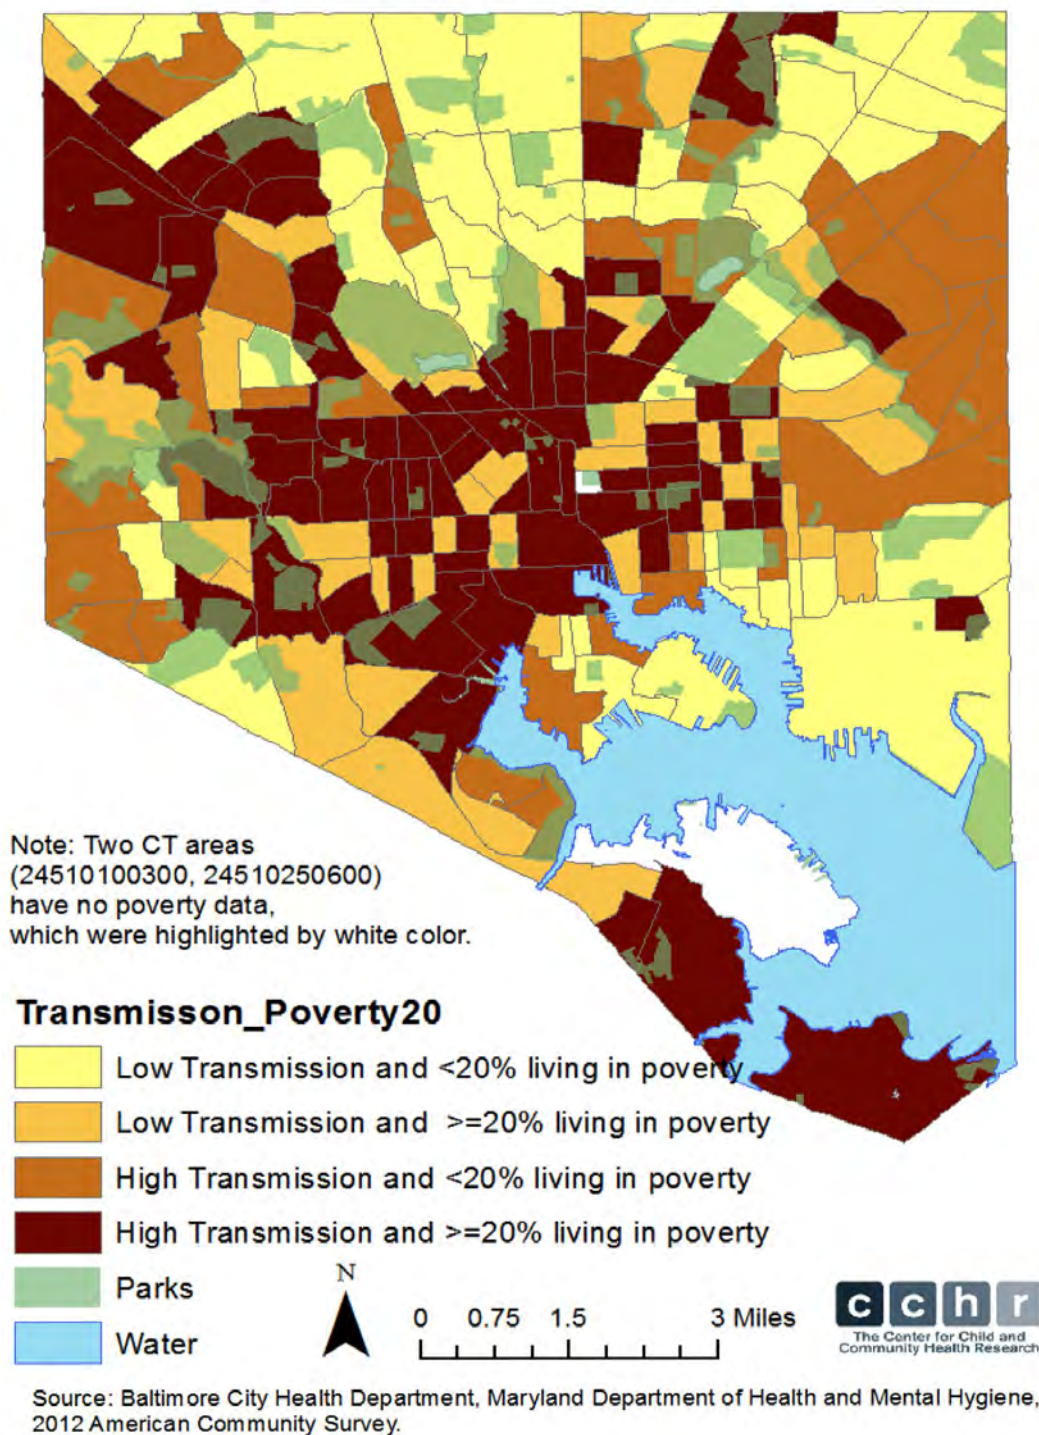 Note: Two CT areas
(24510100300, 24510250600)
have no poverty data,
which were highlighted by white color.
Transmisson_Poverty20
Low Transmission and <20% living in poverty
Low Transmission and >=20% living in poverty
High Transmission and <20% living in poverty
High Transmission and >=20% living in poverty
Parks
Water
N
0 0.75 1.5 3 Miles
cchr
The Center for Child and
Community Health Research
Source: Baltimore City Health Department, Maryland Department of Health and Mental Hygiene,
2012 American Community Survey.